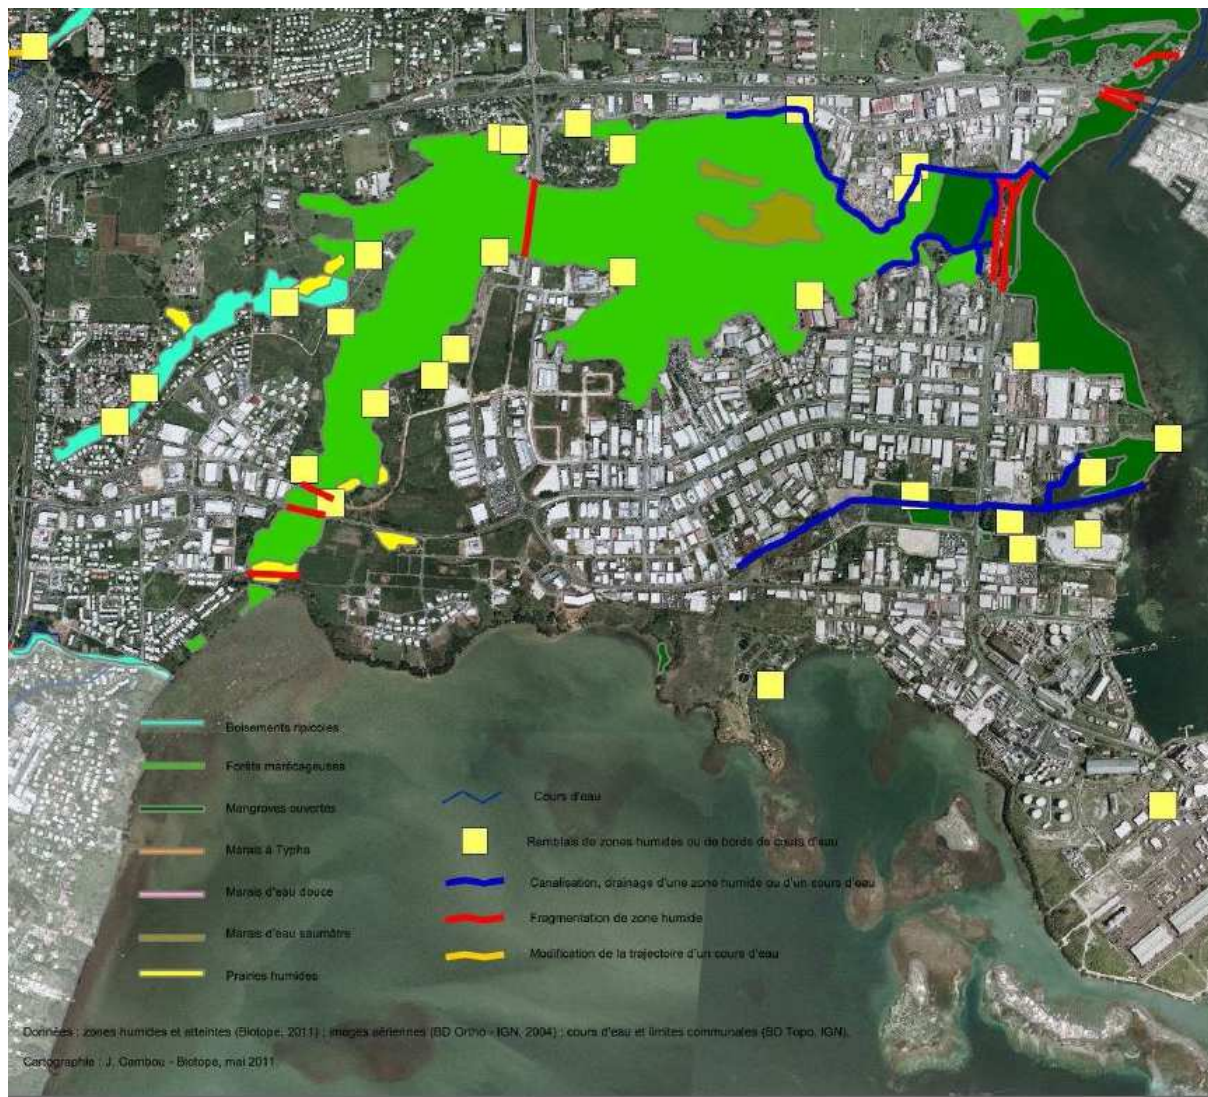 Boisements ripicoles
Forêts marécageuses
Mangroves ouvertes
Marais à Typha
Marais d'eau douce
Marais d'eau saumâtre
Prairies humides
Cours d'eau
Remblais de zones humides ou de bords de cours d'eau
Canalisation, drainage d'une zone humide ou d'un cours d'eau
Fragmentation de zone humide
Modification de la trajectoire d'un cours d'eau
Données : zones humides et atteintes (Biotope, 2011) ; images aériennes (BD Ortho - IGN, 2004) ; cours d'eau et limites communales (BD Topo, IGN).
Cartographie : J. Cambou - Biotope, mai 2011